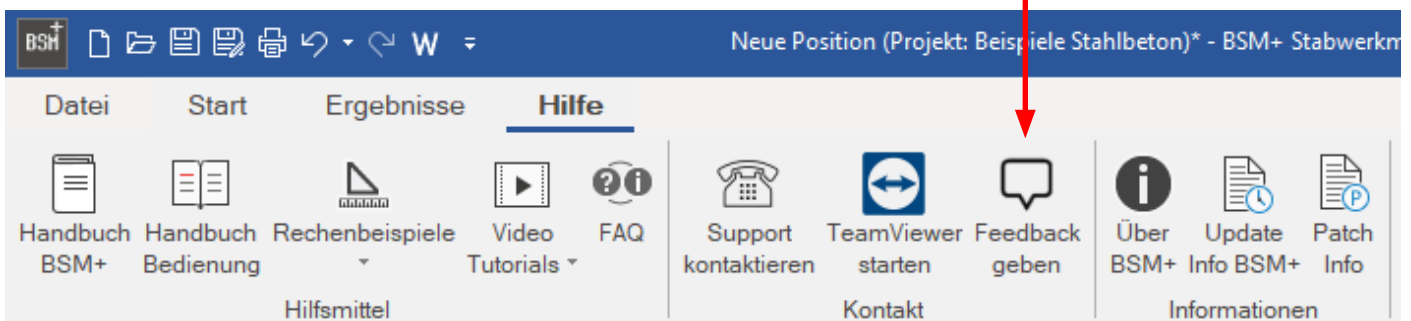 BSM+ W Neue Position (Projekt: Beispiele Stahlbeton)* - BSM+ Stabwerkm
Datei Start Ergebnisse Hilfe
Handbuch Handbuch Rechenbeispiele Video FAQ Support TeamViewer Feedback Über Update Patch
BSM+ Bedienung Tutorials kontaktieren starten geben BSM+ Info BSM+ Info
Hilfsmittel Kontakt Informationen